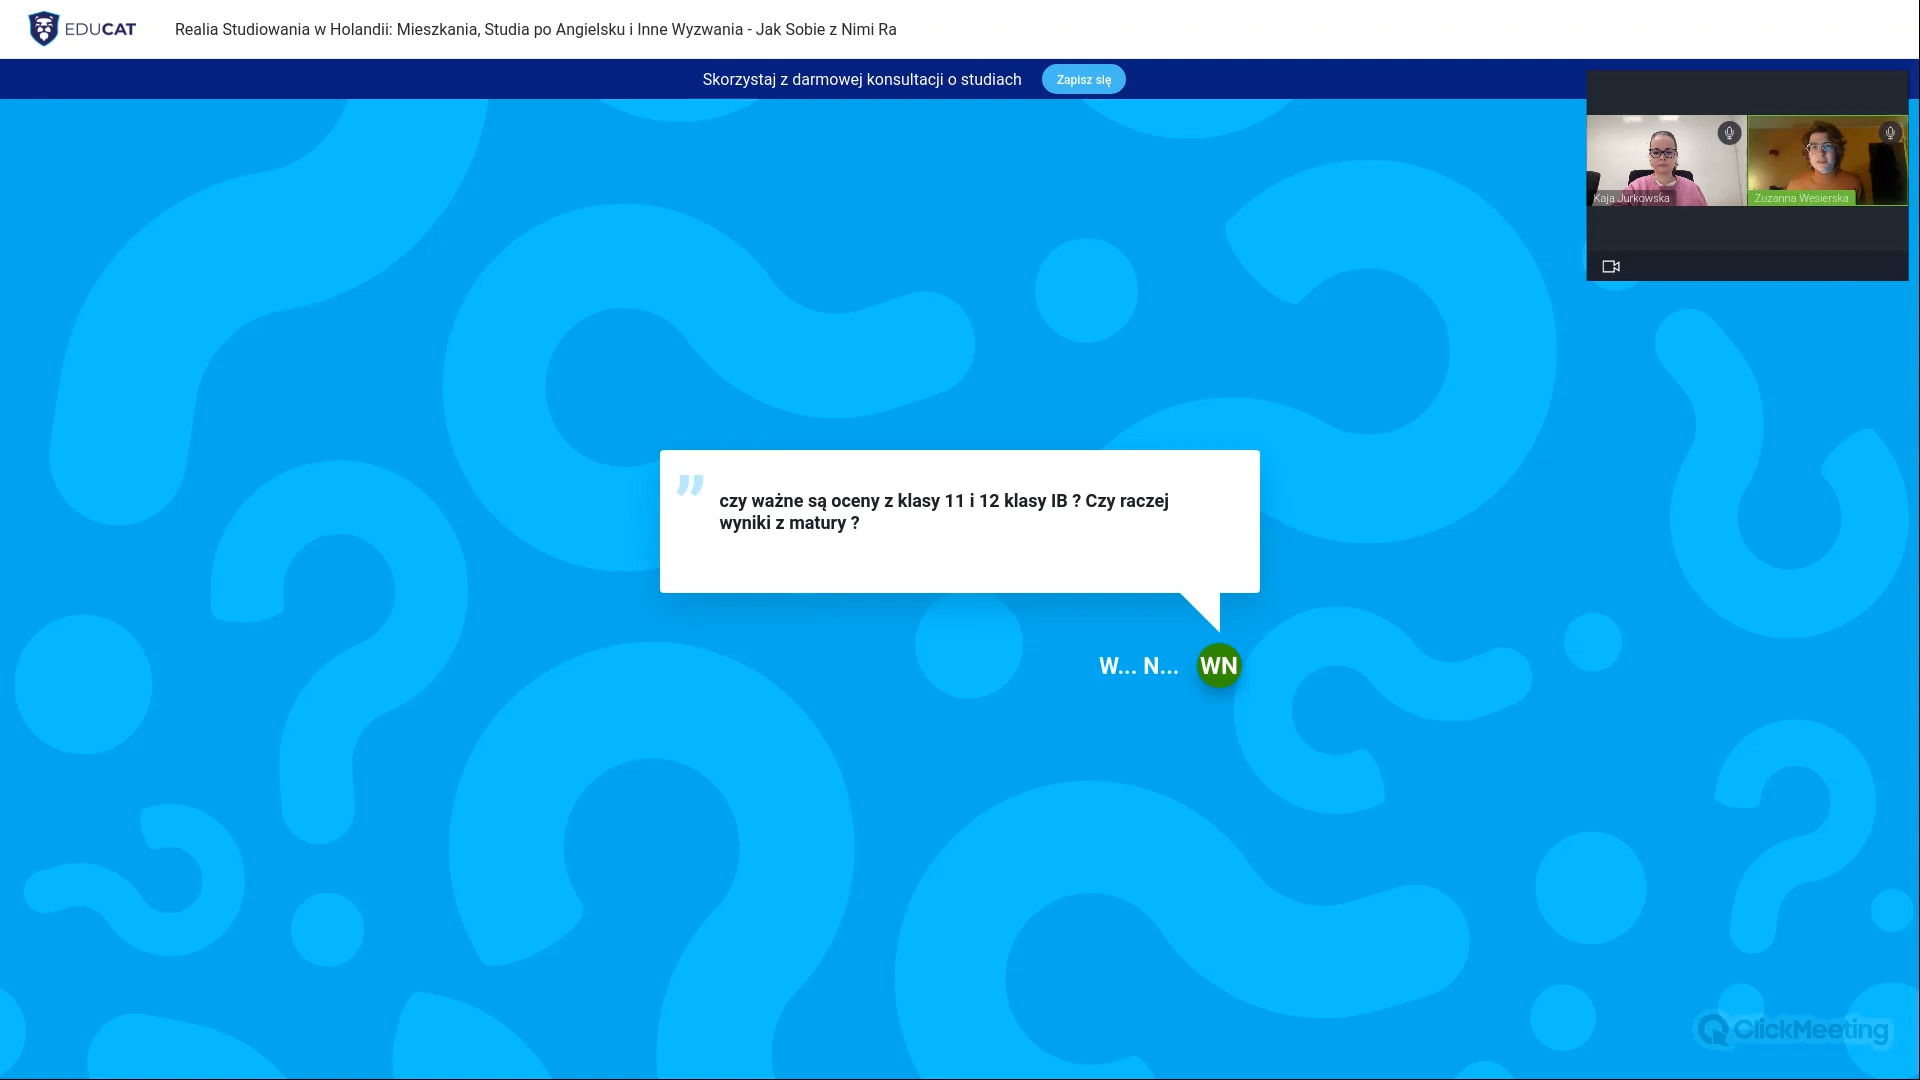 EDUCAT
Realia Studiowania w Holandii: Mieszkania, Studia po Angielsku i Inne Wyzwania - Jak Sobie z Nimi Ra
Skorzystaj z darmowej konsultacji o studiach
Zapisz się
Kaja Jurkowska
Zuzanna Wesierska
czy ważne są oceny z klasy 11 i 12 klasy IB ? Czy raczej
wyniki z matury ?
W... N...
WN
ClickMeeting